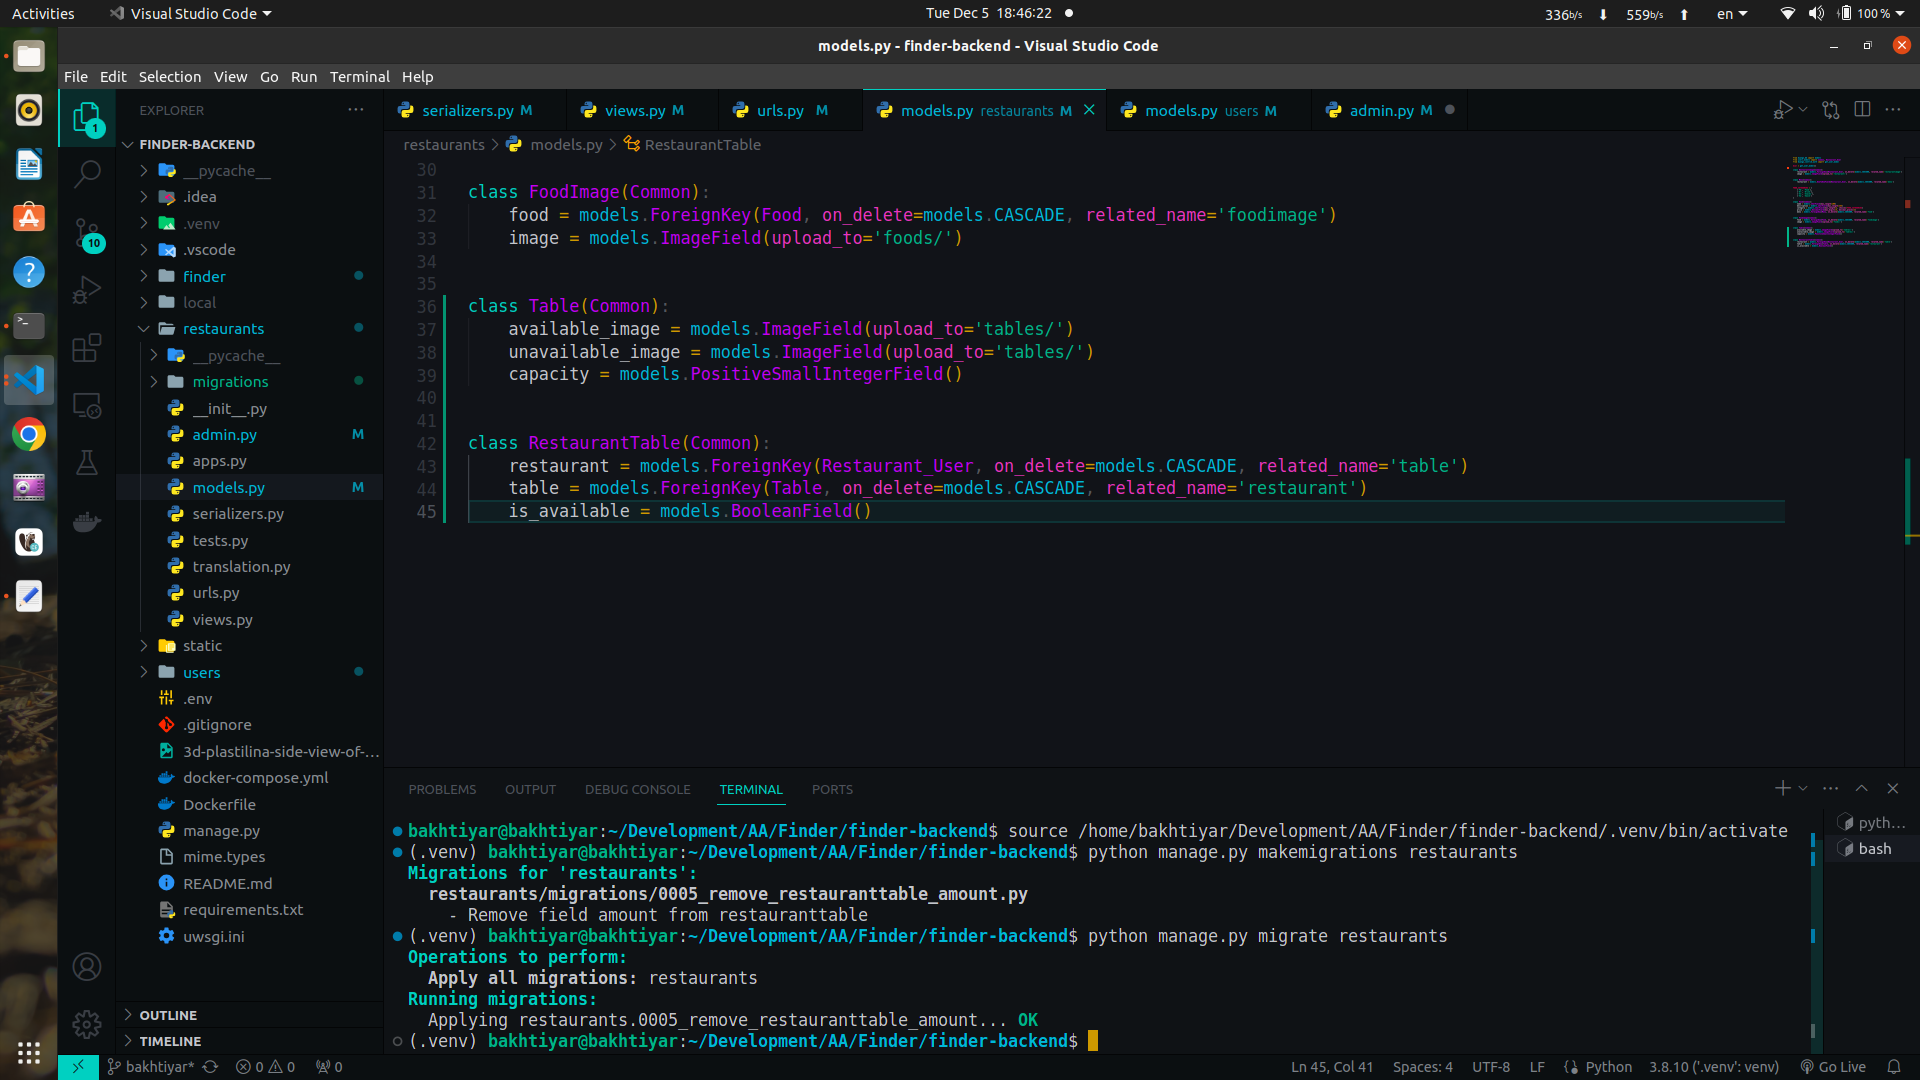 Activities
Visual Studio Code
Tue Dec 5 18:46:22
336b/s
559b/s
en
100 %
models.py - finder-backend - Visual Studio Code
File Edit Selection View Go Run Terminal Help
EXPLORER
serializers.py M
views.py M
urls.py M
models.py restaurants M
models.py users M
admin.py M
restaurants > models.py > RestaurantTable
1
10
FINDER-BACKEND
__pycache__
.idea
.venv
.vscode
finder
local
restaurants
__pycache__
migrations
__init__.py
admin.py M
apps.py
models.py M
serializers.py
tests.py
translation.py
urls.py
views.py
static
users
.env
.gitignore
3d-plastilina-side-view-of-...
docker-compose.yml
Dockerfile
manage.py
mime.types
README.md
requirements.txt
uwsgi.ini
OUTLINE
TIMELINE
30
31 class FoodImage(Common):
32 food = models.ForeignKey(Food, on_delete=models.CASCADE, related_name='foodimage')
33 image = models.ImageField(upload_to='foods/')
34
35
36 class Table(Common):
37 available_image = models.ImageField(upload_to='tables/')
38 unavailable_image = models.ImageField(upload_to='tables/')
39 capacity = models.PositiveSmallIntegerField()
40
41
42 class RestaurantTable(Common):
43 restaurant = models.ForeignKey(Restaurant_User, on_delete=models.CASCADE, related_name='table')
44 table = models.ForeignKey(Table, on_delete=models.CASCADE, related_name='restaurant')
45 is_available = models.BooleanField()
PROBLEMS OUTPUT DEBUG CONSOLE TERMINAL PORTS
bakhtiyar@bakhtiyar:~/Development/AA/Finder/finder-backend$ source /home/bakhtiyar/Development/AA/Finder/finder-backend/.venv/bin/activate
(.venv) bakhtiyar@bakhtiyar:~/Development/AA/Finder/finder-backend$ python manage.py makemigrations restaurants
Migrations for 'restaurants':
restaurants/migrations/0005_remove_restauranttable_amount.py
- Remove field amount from restauranttable
(.venv) bakhtiyar@bakhtiyar:~/Development/AA/Finder/finder-backend$ python manage.py migrate restaurants
Operations to perform:
Apply all migrations: restaurants
Running migrations:
Applying restaurants.0005_remove_restauranttable_amount... OK
(.venv) bakhtiyar@bakhtiyar:~/Development/AA/Finder/finder-backend$
pyth...
bash
bakhtiyar*
0
0
0
Ln 45, Col 41
Spaces: 4
UTF-8
LF
Python
3.8.10 ('.venv': venv)
Go Live